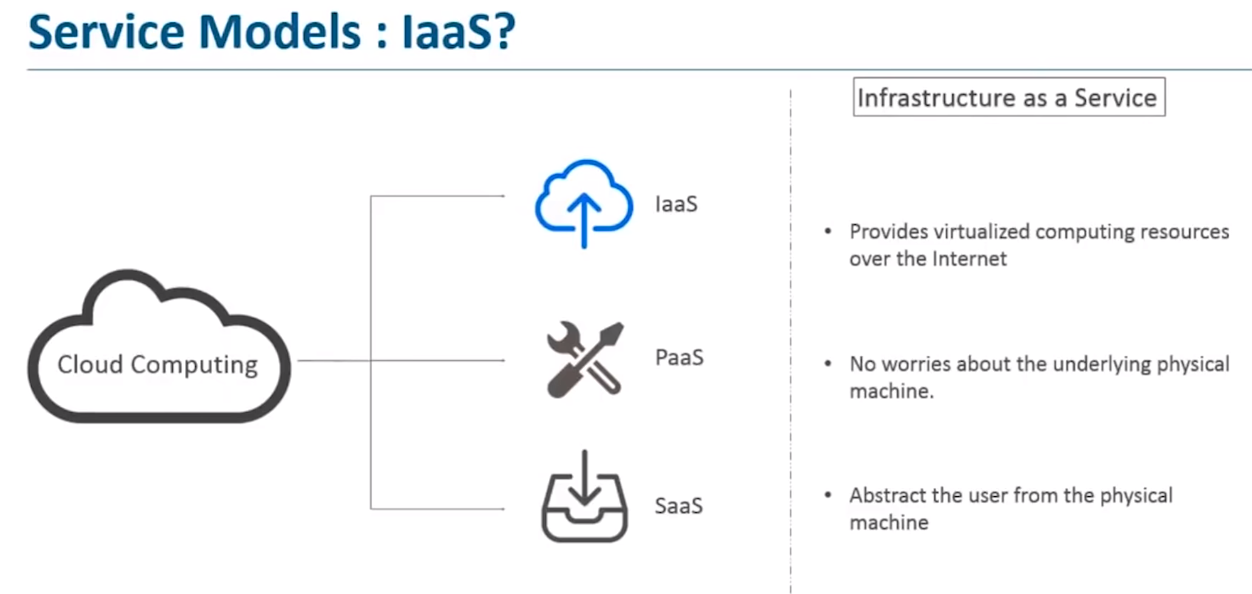 Service Models : IaaS?
Infrastructure as a Service
Cloud Computing
IaaS
PaaS
SaaS
• Provides virtualized computing resources
over the Internet
• No worries about the underlying physical
machine.
• Abstract the user from the physical
machine